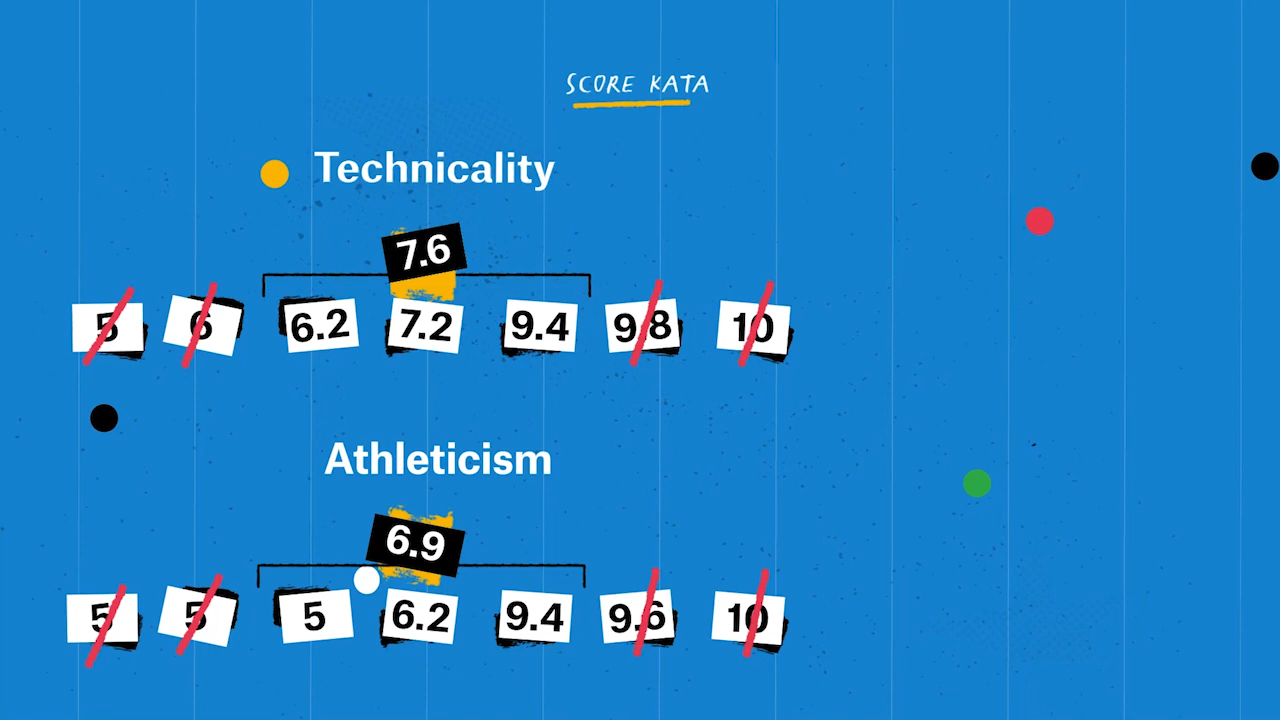 SCORE KATA
Technicality
7.6
5 6 6.2 7.2 9.4 9.8 10
Athleticism
6.9
5 5 5 6.2 9.4 9.6 10